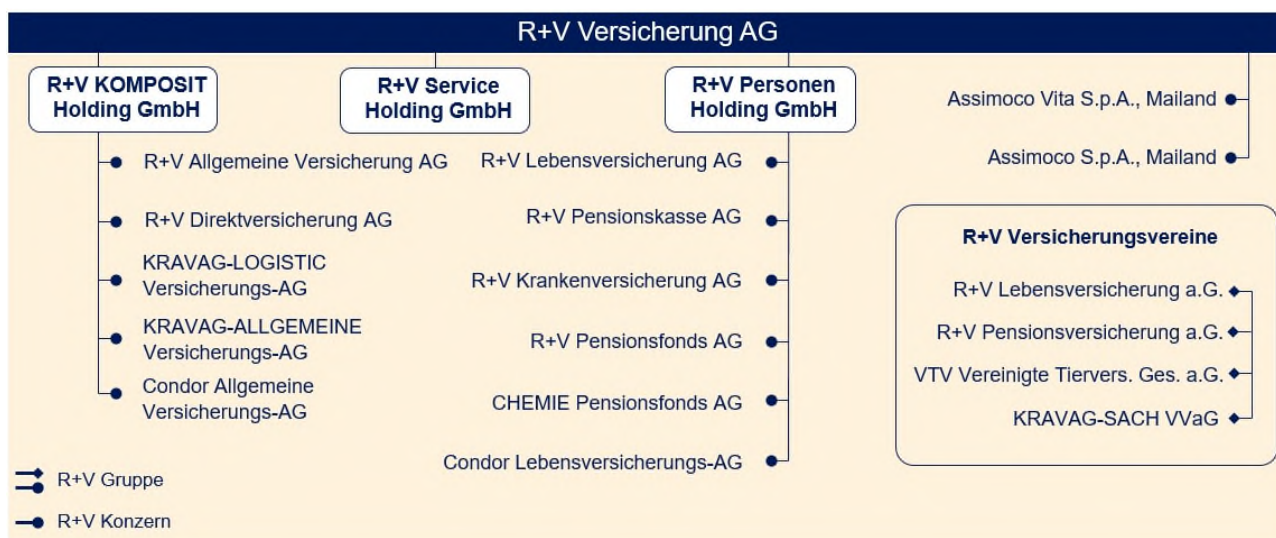 R+V Versicherung AG
R+V KOMPOSIT
Holding GmbH
R+V Allgemeine Versicherung AG
R+V Direktversicherung AG
KRAVAG-LOGISTIC
Versicherungs-AG
KRAVAG-ALLGEMEINE
Versicherungs-AG
Condor Allgemeine
Versicherungs-AG
R+V Service
Holding GmbH
R+V Personen
Holding GmbH
R+V Lebensversicherung AG
R+V Pensionskasse AG
R+V Krankenversicherung AG
R+V Pensionsfonds AG
CHEMIE Pensionsfonds AG
Condor Lebensversicherungs-AG
Assimoco Vita S.p.A., Mailand
Assimoco S.p.A., Mailand
R+V Versicherungsvereine
R+V Lebensversicherung a.G.
R+V Pensionsversicherung a.G.
VTV Vereinigte Tiervers. Ges. a.G.
KRAVAG-SACH VVaG
R+V Gruppe
R+V Konzern